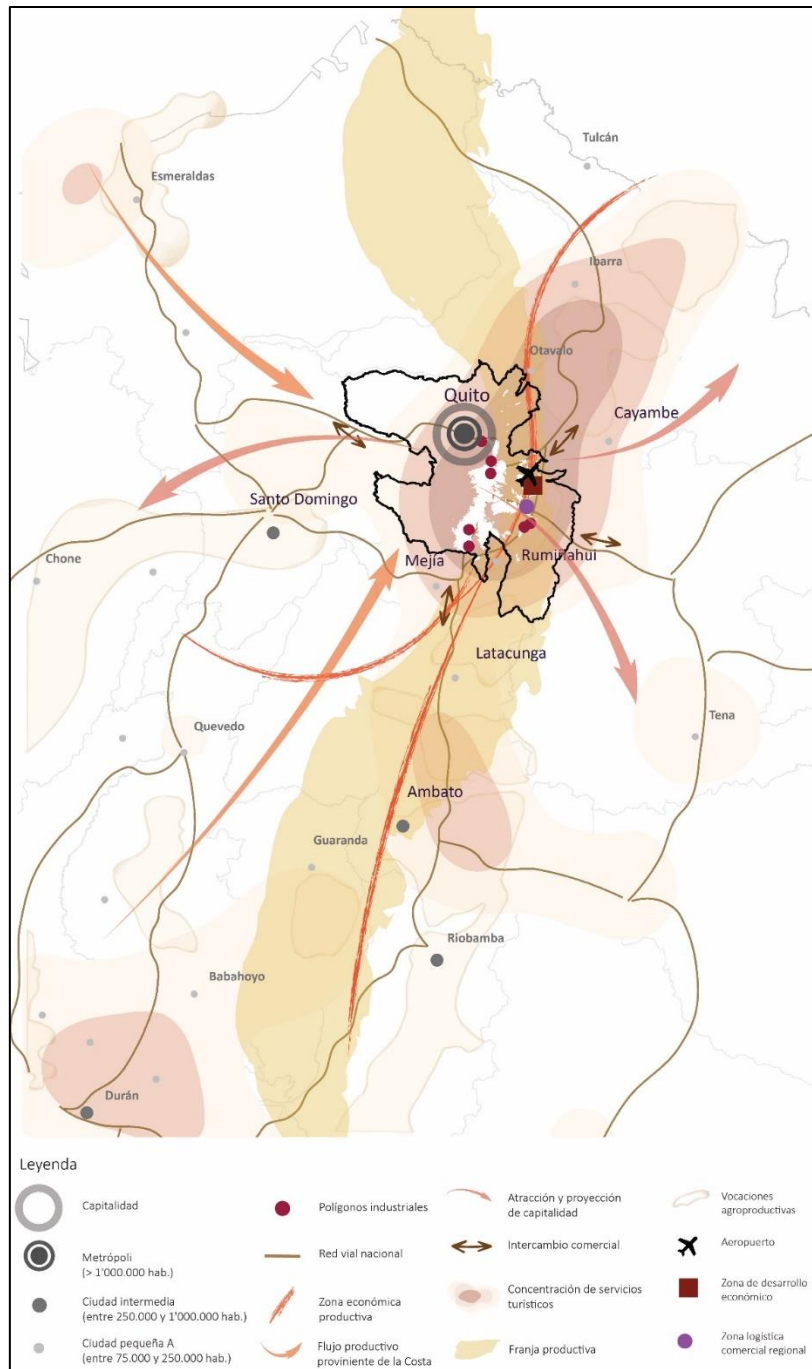 Tulcán
Esmeraldas
Ibarra
Otavalo
Quito
Cayambe
Santo Domingo
Chone
Mejía
Rumiñahui
Latacunga
Tena
Quevedo
Ambato
Guaranda
Riobamba
Babahoyo
Durán
Leyenda
Capitalidad
Metrópoli
(> 1'000.000 hab.)
Ciudad intermedia
(entre 250.000 y 1'000.000 hab.)
Ciudad pequeña A
(entre 75.000 y 250.000 hab.)
Polígonos industriales
Red vial nacional
Zona económica
productiva
Flujo productivo
proviniente de la Costa
Atracción y proyección
de capitalidad
Intercambio comercial
Concentración de servicios
turísticos
Franja productiva
Vocaciones
agroproductivas
Aeropuerto
Zona de desarrollo
económico
Zona logística
comercial regional